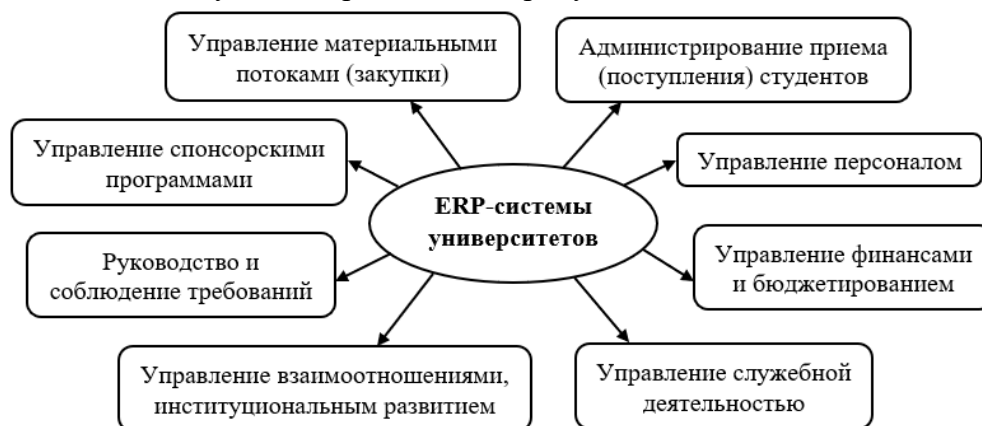 Управление материальными
потоками (закупки)
Администрирование приема
(поступления) студентов
Управление спонсорскими
программами
Управление персоналом
ERP-системы
университетов
Руководство и
соблюдение требований
Управление финансами
и бюджетированием
Управление взаимоотношениями,
институциональным развитием
Управление служебной
деятельностью